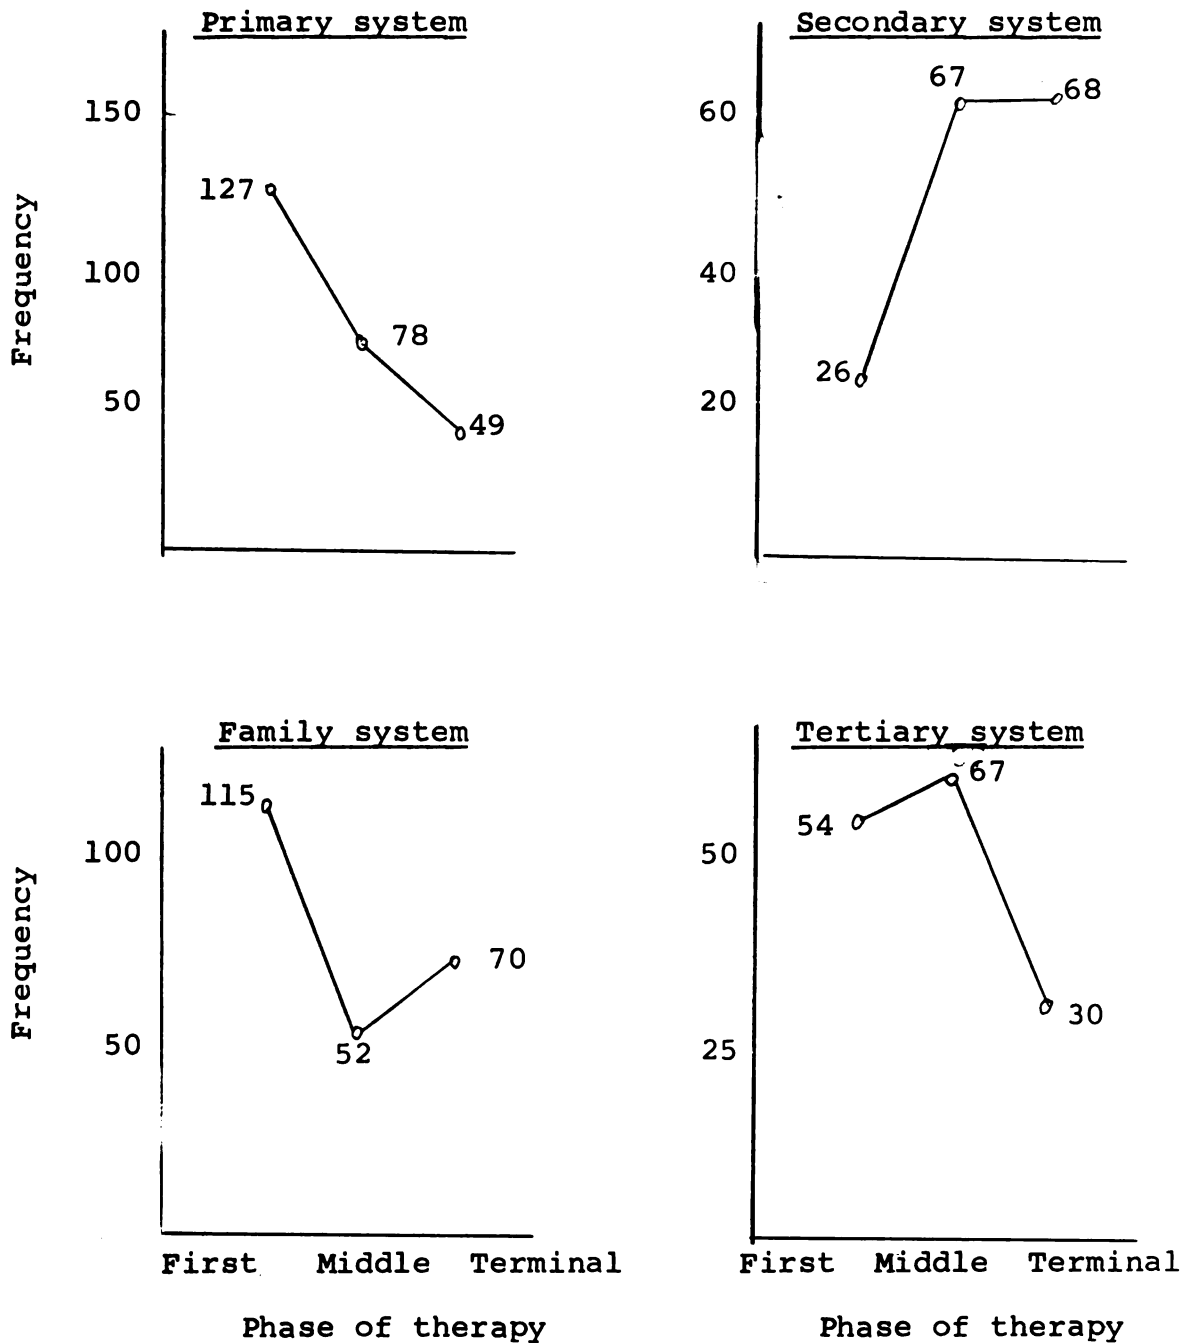 Primary system
150
127
100
78
50
49
Frequency
Secondary system
67
68
60
40
26
20
Family system
115
100
70
50
52
Frequency
First Middle Terminal
Phase of therapy
Tertiary system
67
54
50
30
25
First Middle Terminal
Phase of therapy